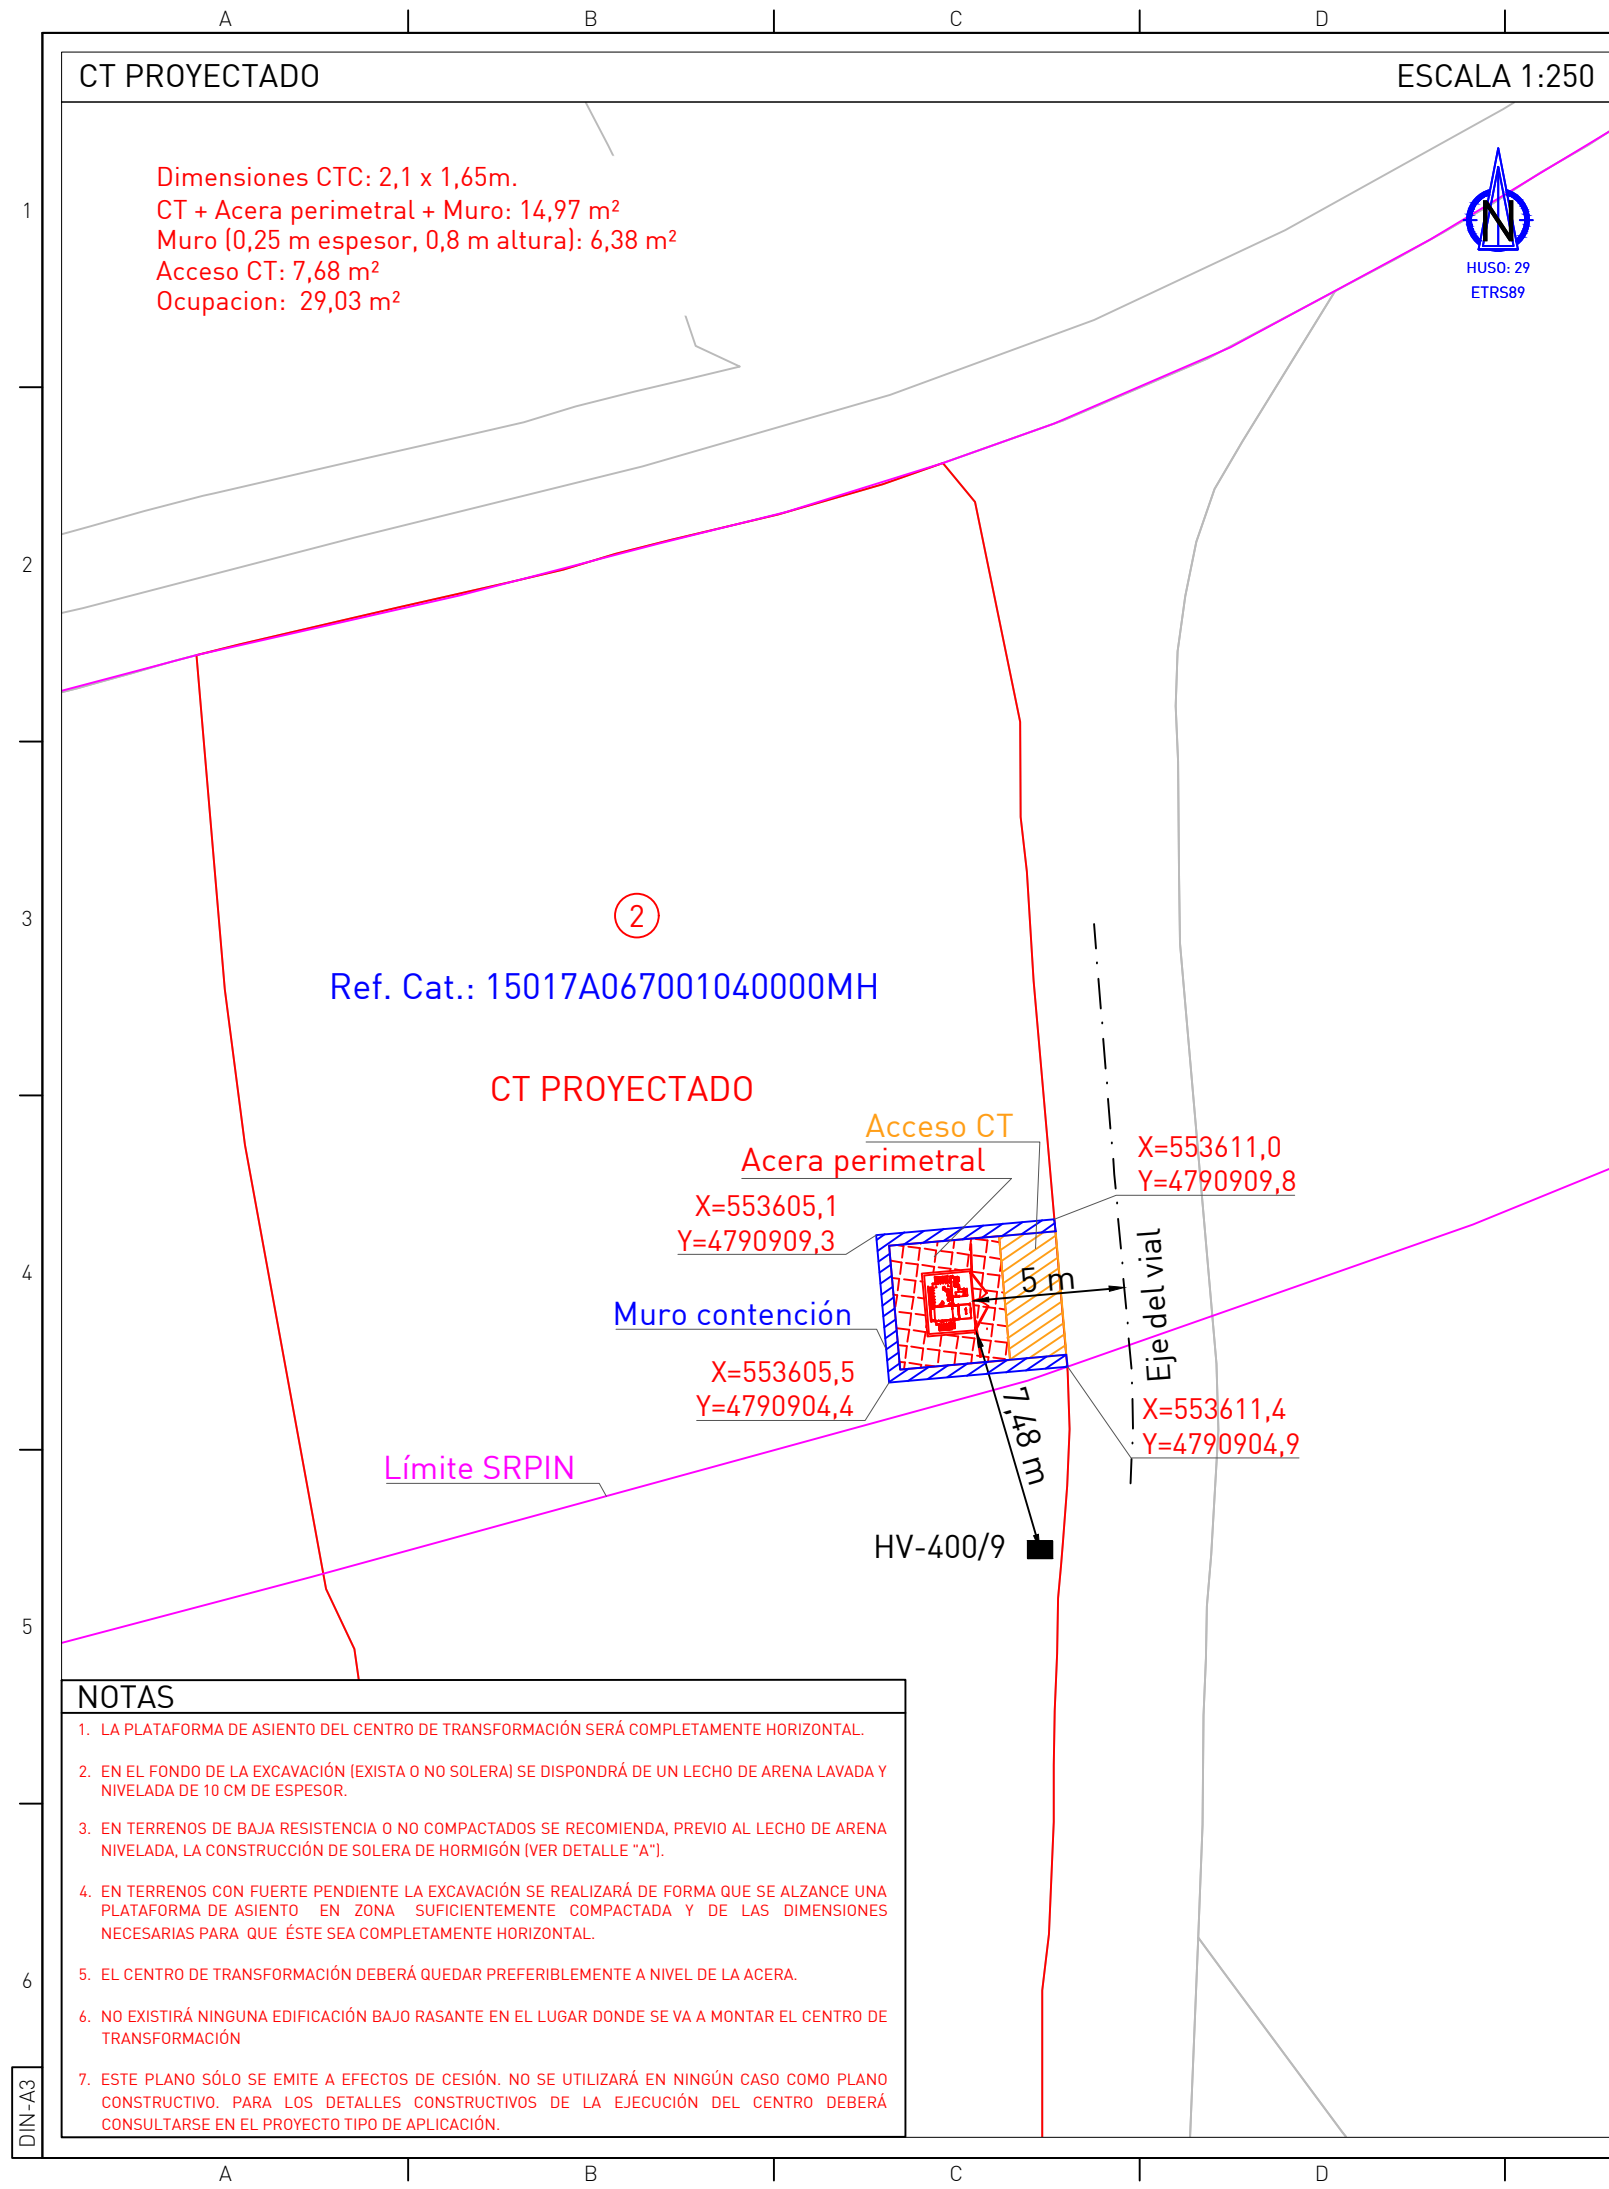 A B C D
CT PROYECTADO ESCALA 1:250
Dimensiones CTC: 2,1 x 1,65m.
CT + Acera perimetral + Muro: 14,97 m²
Muro (0,25 m espesor, 0,8 m altura): 6,38 m²
Acceso CT: 7,68 m²
Ocupacion: 29,03 m²
N
HUSO: 29
ETRS89
1
2
3
4
5
6
2
Ref. Cat.: 15017A067001040000MH
CT PROYECTADO
Acceso CT
Acera perimetral
X=553611,0
Y=4790909,8
X=553605,1
Y=4790909,3
5 m
Eje del vial
Muro contención
X=553605,5
Y=4790904,4
7,48 m
X=553611,4
Y=4790904,9
Límite SRPIN
HV-400/9
NOTAS
1. LA PLATAFORMA DE ASIENTO DEL CENTRO DE TRANSFORMACIÓN SERÁ COMPLETAMENTE HORIZONTAL.
2. EN EL FONDO DE LA EXCAVACIÓN (EXISTA O NO SOLERA) SE DISPONDRÁ DE UN LECHO DE ARENA LAVADA Y
NIVELADA DE 10 CM DE ESPESOR.
3. EN TERRENOS DE BAJA RESISTENCIA O NO COMPACTADOS SE RECOMIENDA, PREVIO AL LECHO DE ARENA
NIVELADA, LA CONSTRUCCIÓN DE SOLERA DE HORMIGÓN (VER DETALLE "A").
4. EN TERRENOS CON FUERTE PENDIENTE LA EXCAVACIÓN SE REALIZARÁ DE FORMA QUE SE ALZANCE UNA
PLATAFORMA DE ASIENTO EN ZONA SUFICIENTEMENTE COMPACTADA Y DE LAS DIMENSIONES
NECESARIAS PARA QUE ÉSTE SEA COMPLETAMENTE HORIZONTAL.
5. EL CENTRO DE TRANSFORMACIÓN DEBERÁ QUEDAR PREFERIBLEMENTE A NIVEL DE LA ACERA.
6. NO EXISTIRÁ NINGUNA EDIFICACIÓN BAJO RASANTE EN EL LUGAR DONDE SE VA A MONTAR EL CENTRO DE
TRANSFORMACIÓN
7. ESTE PLANO SÓLO SE EMITE A EFECTOS DE CESIÓN. NO SE UTILIZARÁ EN NINGÚN CASO COMO PLANO
CONSTRUCTIVO. PARA LOS DETALLES CONSTRUCTIVOS DE LA EJECUCIÓN DEL CENTRO DEBERÁ
CONSULTARSE EN EL PROYECTO TIPO DE APLICACIÓN.
DIN-A3
A B C D